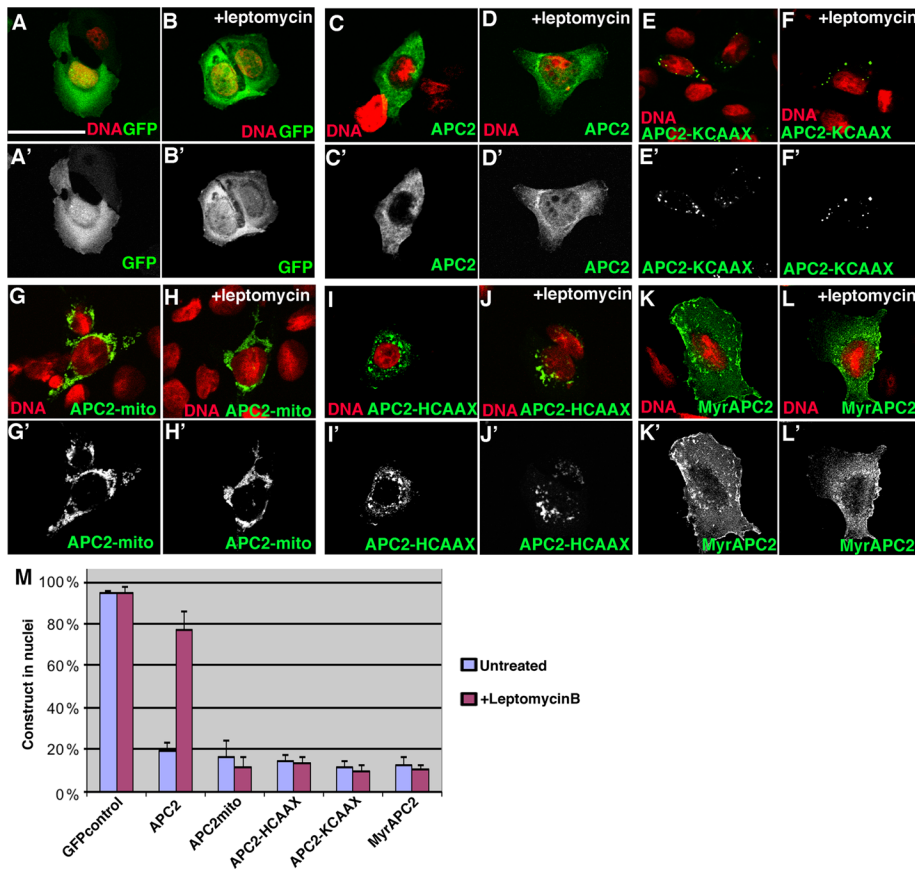 A
DNA GFP
B
+leptomycin
DNA GFP
C
DNA
APC2
D
+leptomycin
DNA
APC2
E
DNA
APC2-KCAAX
F
+leptomycin
DNA
APC2-KCAAX
A'
GFP
B'
GFP
C'
APC2
D'
APC2
E'
APC2-KCAAX
F'
APC2-KCAAX
G
DNA
APC2-mito
H
+leptomycin
DNA APC2-mito
I
DNA APC2-HCAAX
J
+leptomycin
DNA APC2-HCAAX
K
DNA
MyrAPC2
L
+leptomycin
DNA
MyrAPC2
G'
APC2-mito
H'
APC2-mito
I'
APC2-HCAAX
J'
APC2-HCAAX
K'
MyrAPC2
L'
MyrAPC2
M
Construct in nuclei
100%
80%
60%
40%
20%
0%
GFPcontrol
APC2
APC2mito
APC2-HCAAX
APC2-KCAAX
MyrAPC2
Untreated
+LeptomycinB